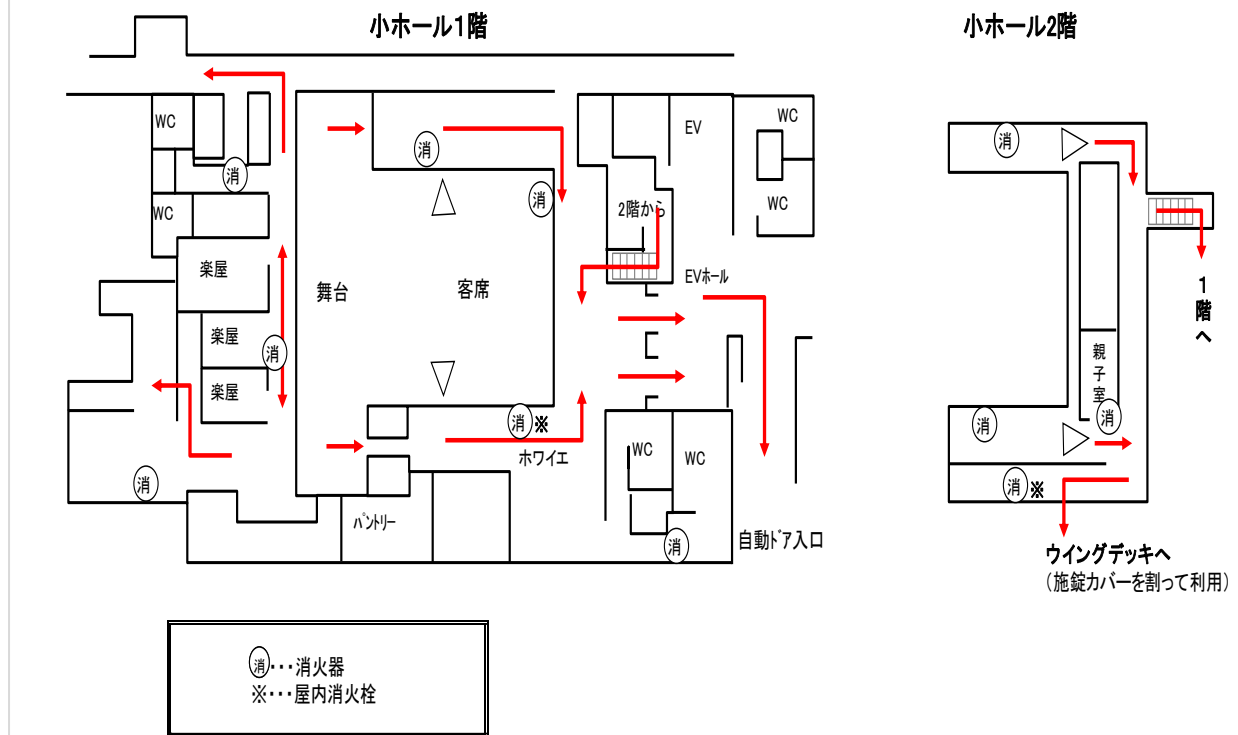 小ホール1階
小ホール2階
WC
消
WC
楽屋
楽屋
消
楽屋
消
舞台
客席
消
消
消※
ホワイエ
パントリー
2階から
EV
WC
WC
EVホール
WC
WC
消
自動ドア入口
消
1階へ
親子室
消
消
消※
ウイングデッキへ
(施錠カバーを割って利用)
消・・・消火器
※・・・屋内消火栓